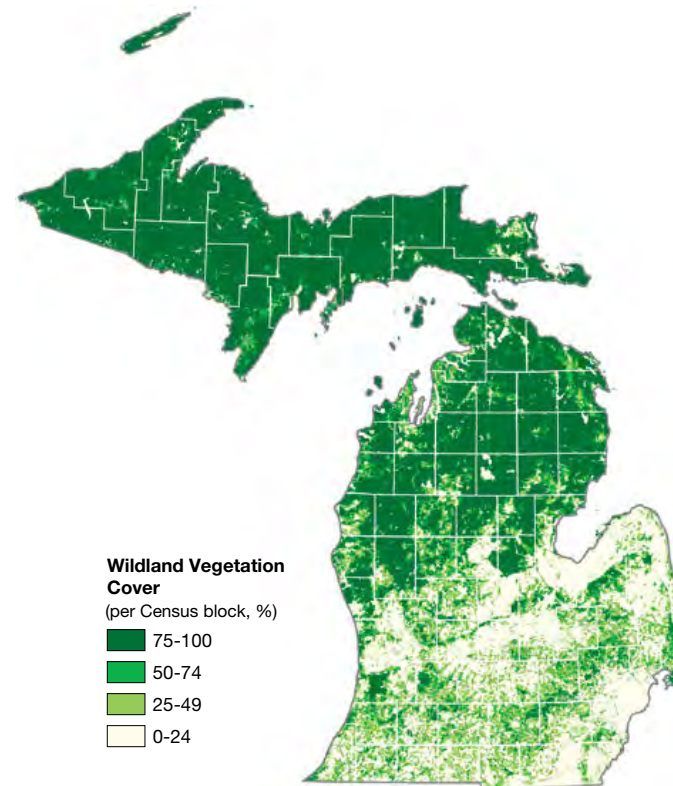 Wildland Vegetation
Cover
(per Census block, %)
75-100
50-74
25-49
0-24